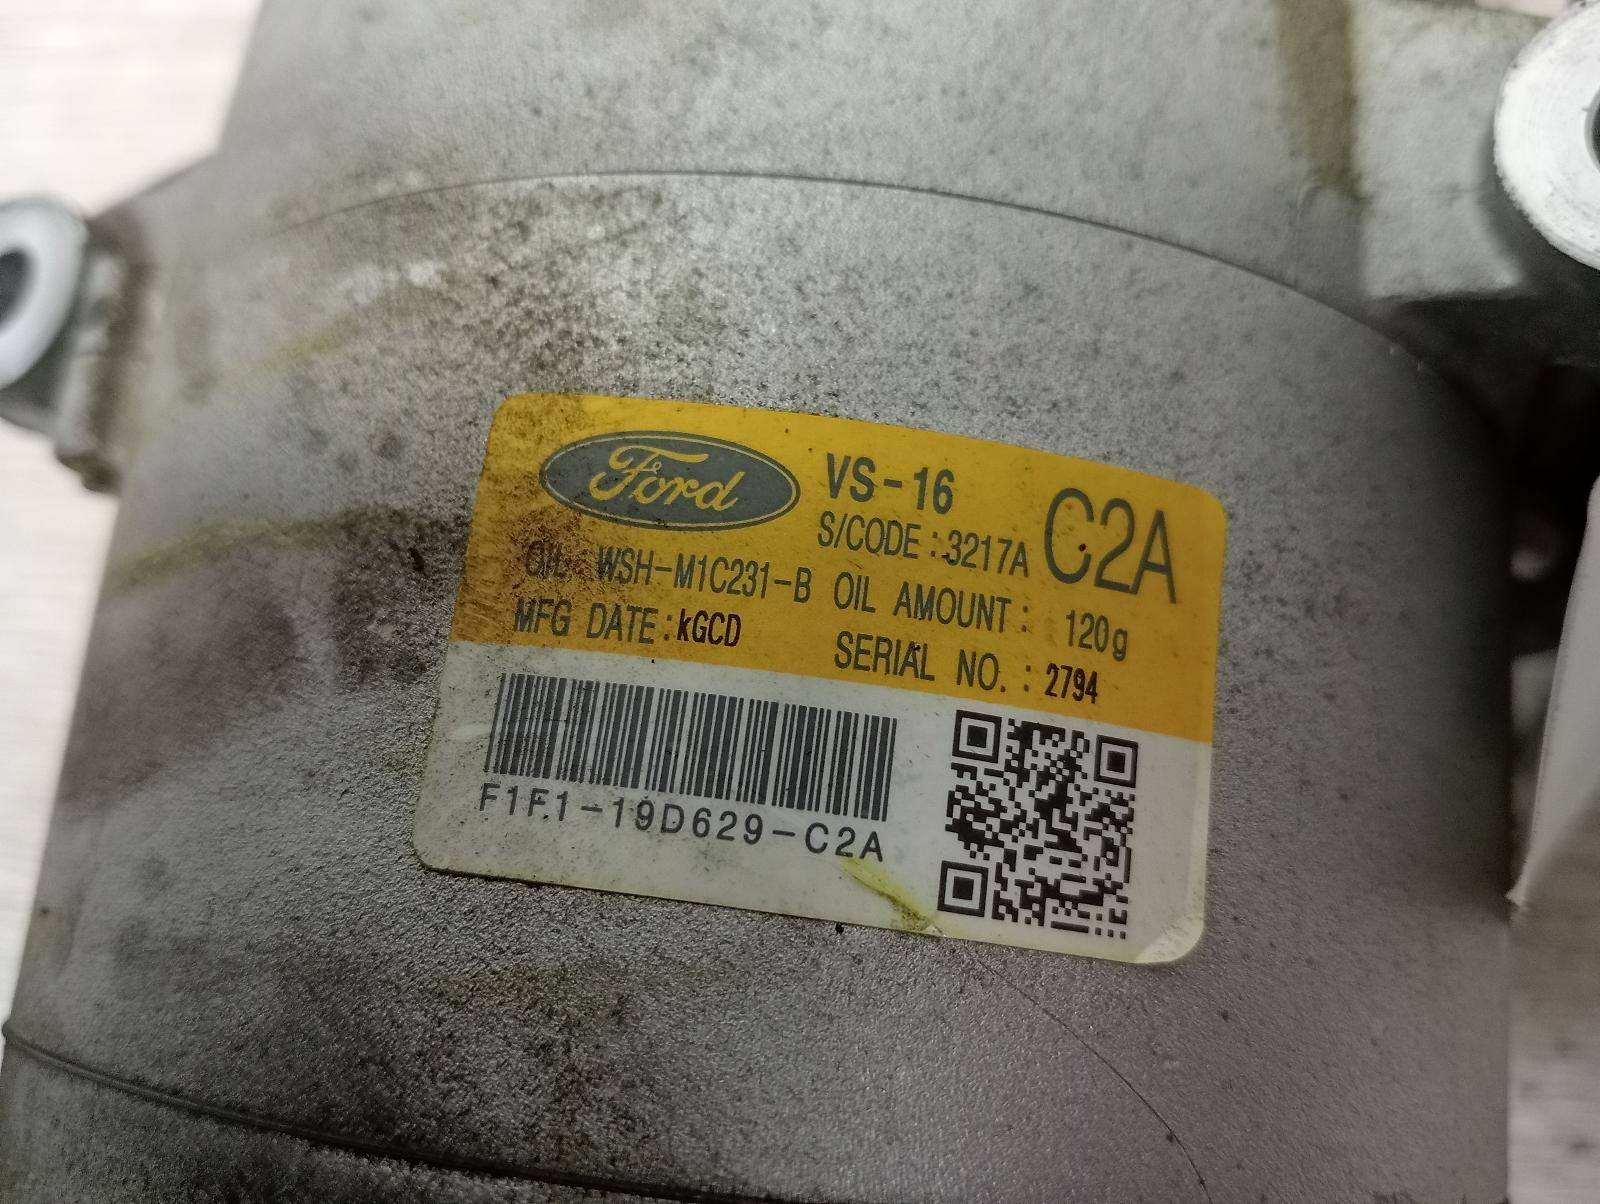 Ford VS-16 C2A
S/CODE : 3217A
OIL WSH-M1C231-B OIL AMOUNT : 120g
MFG DATE : kGCD SERIAL NO. : 2794
F1F1-19D629-C2A